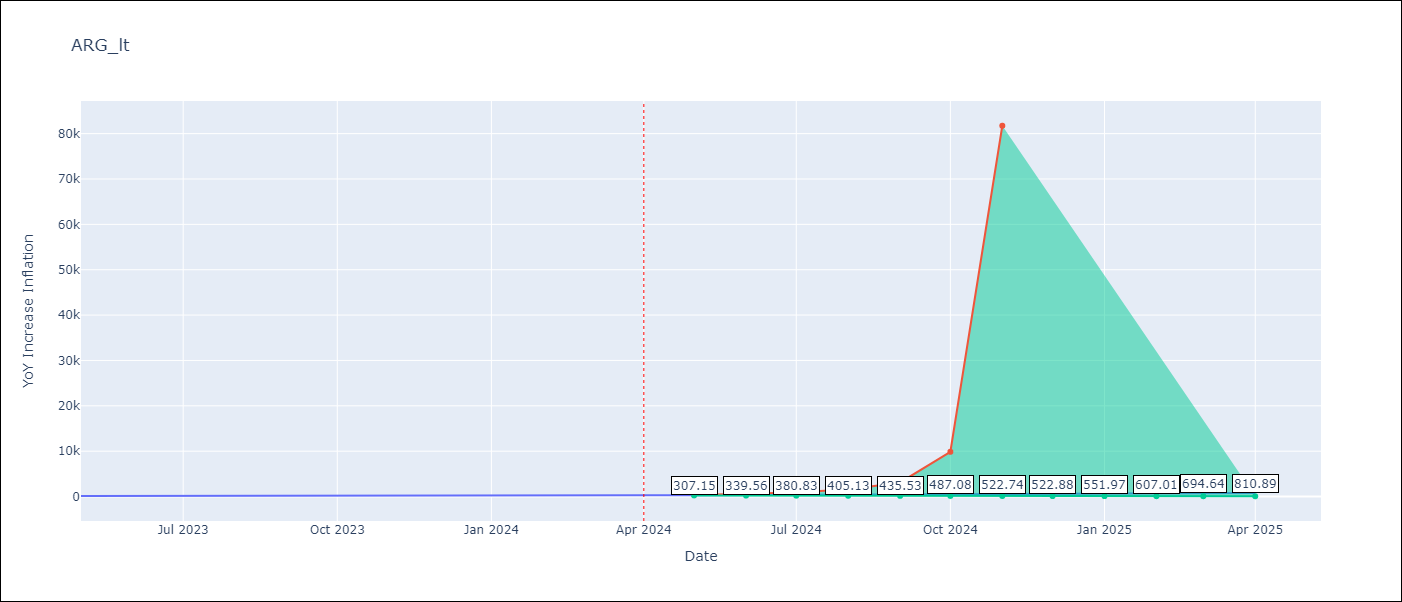 ARG_lt
80k
70k
60k
50k
40k
30k
20k
10k
0
YoY Increase Inflation
307.15 339.56 380.83 405.13 435.53 487.08 522.74 522.88 551.97 607.01 694.64 810.89
Jul 2023 Oct 2023 Jan 2024 Apr 2024 Jul 2024 Oct 2024 Jan 2025 Apr 2025
Date